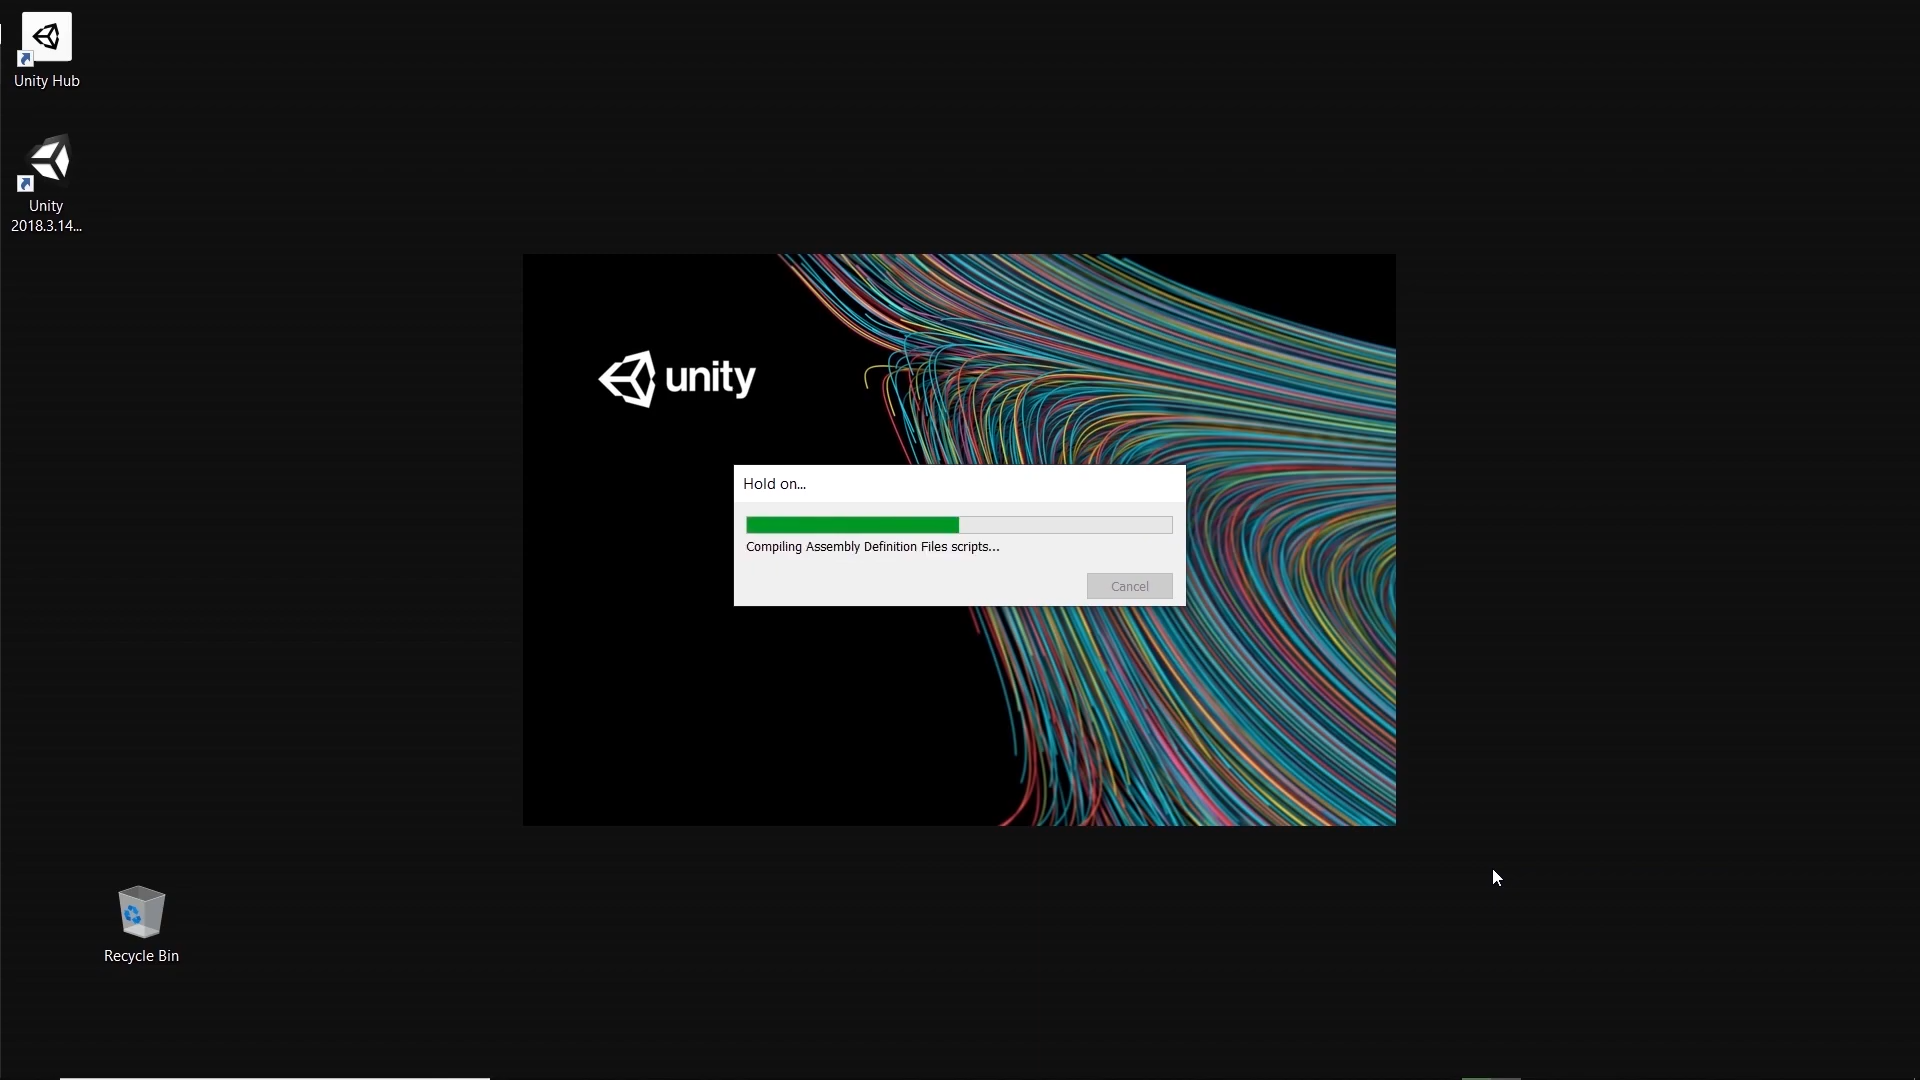 Unity Hub
Unity
2018.3.14...
unity
Hold on...
Compiling Assembly Definition Files scripts...
Cancel
Recycle Bin